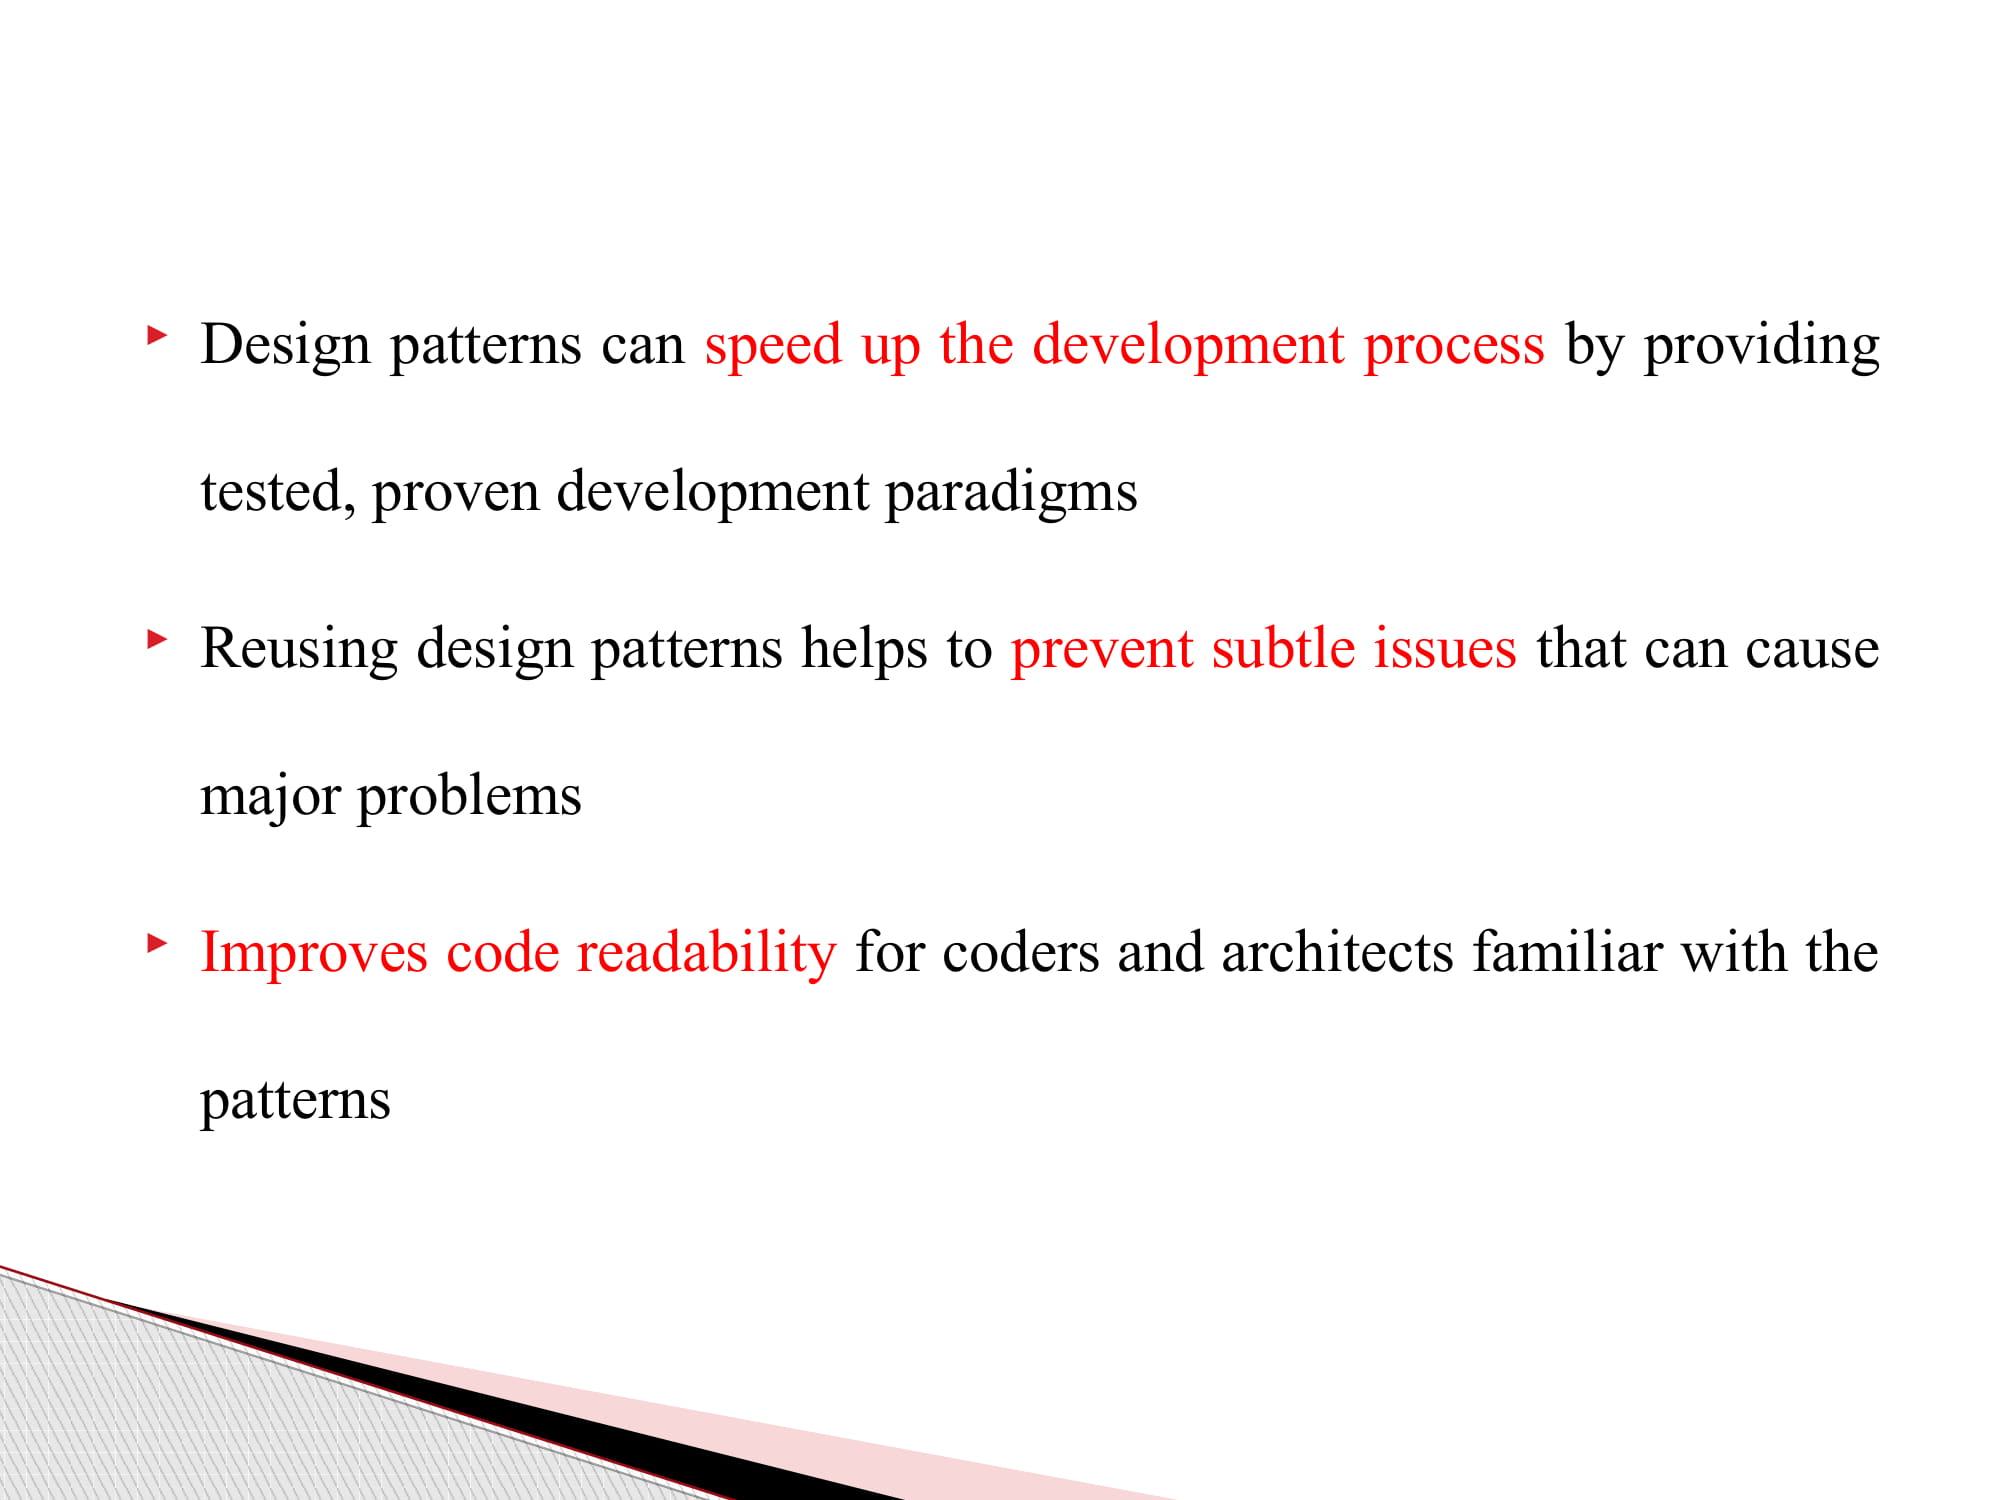 Design patterns can speed up the development process by providing
tested, proven development paradigms
Reusing design patterns helps to prevent subtle issues that can cause
major problems
Improves code readability for coders and architects familiar with the
patterns